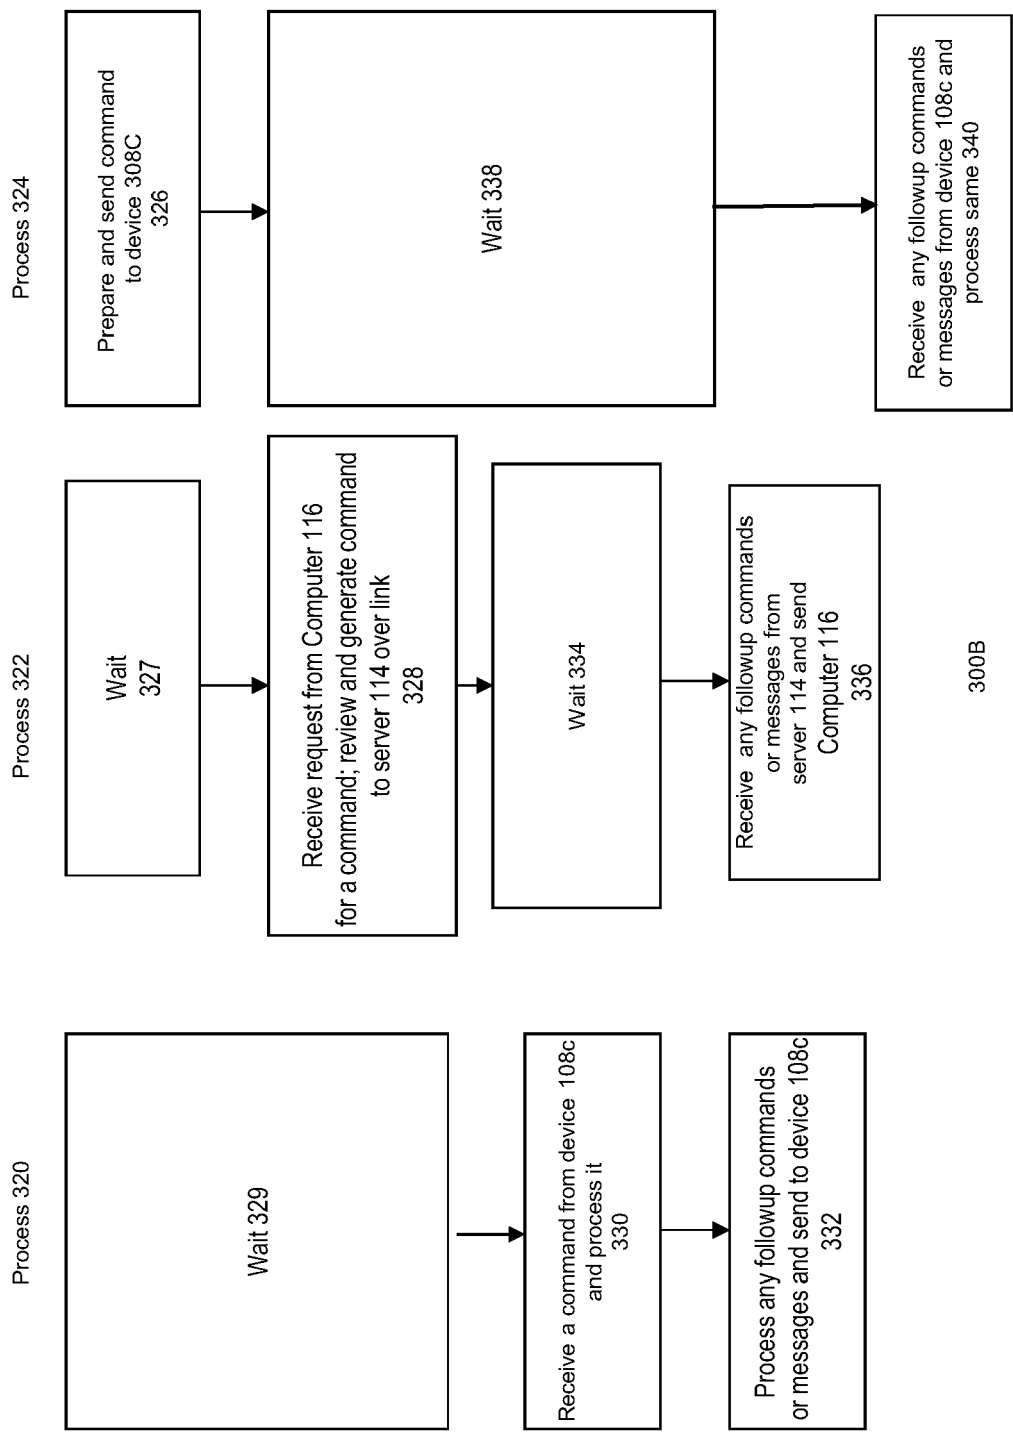 Process 320
Wait 329
Receive a command from device 108c
and process it
330
Process any followup commands
or messages and send to device 108c
332
Process 322
Wait
327
Receive request from Computer 116
for a command; review and generate command
to server 114 over link
328
Wait 334
Receive any followup commands
or messages from
server 114 and send
Computer 116
336
Process 324
Prepare and send command
to device 308C
326
Wait 338
Receive any followup commands
or messages from device 108c and
process same 340
300B